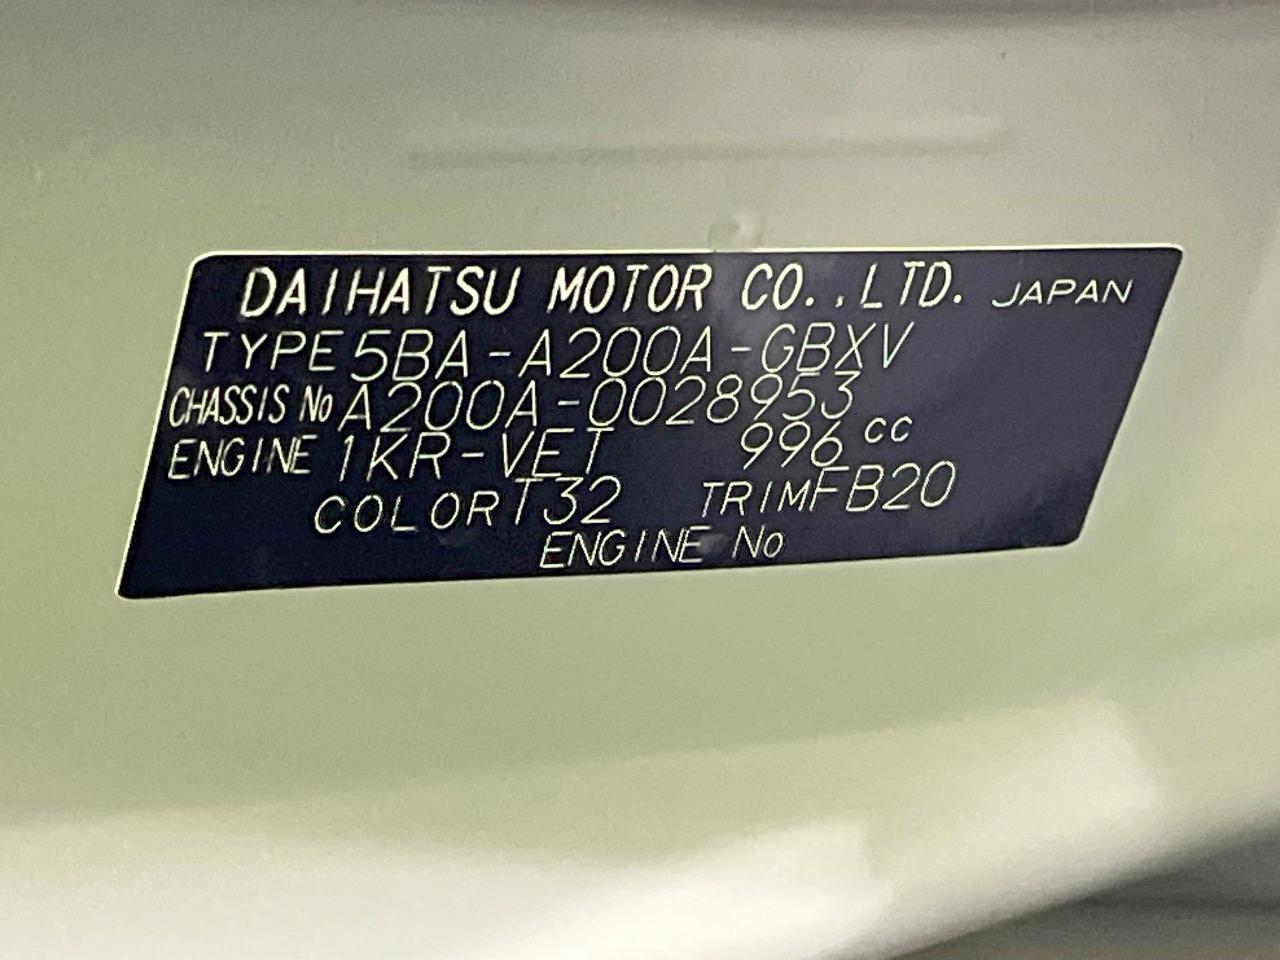 DAIHATSU MOTOR CO.,LTD. JAPAN
TYPE 5BA-A200A-GBXV
CHASSIS No A200A-0028953
ENGINE 1KR-VET 996 cc
COLOR T32 TRIM FB20
ENGINE No